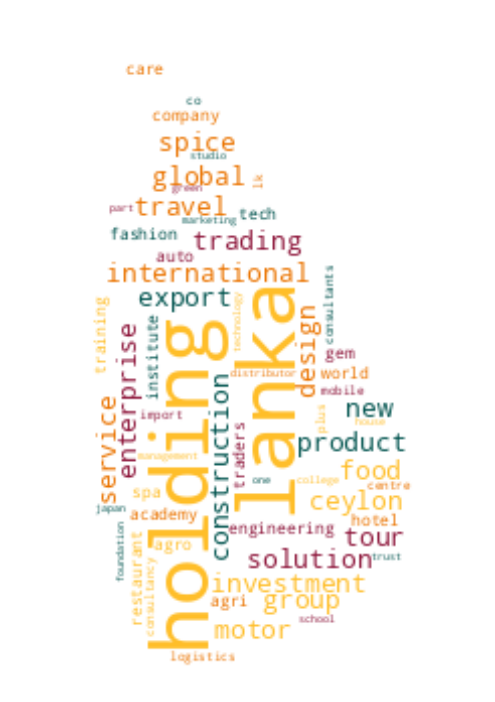 care
co
company
spice
studio
global
lk
green
travel
part
marketing
tech
fashion
trading
auto
international
export
holding
lanka
technology
consultants
training
enterprise
institute
design
gem
distributor
world
mobile
service
construction
import
new
plus
house
traders
product
management
food
one
college
centre
spa
ceylon
japan
academy
hotel
foundation
engineering
tour
agro
restaurant
consultancy
solution
trust
investment
agri
group
school
motor
logistics